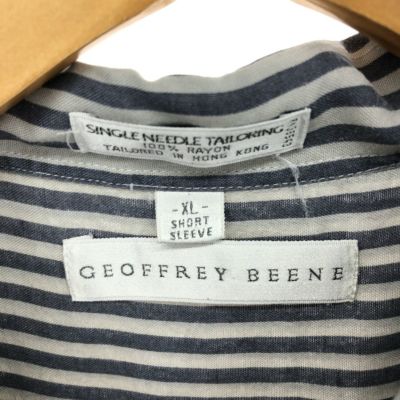 SINGLE NEEDLE TAILORING
100% RAYON
TAILORED IN HONG KONG
-XL-
SHORT
SLEEVE
GEOFFREY BEENE